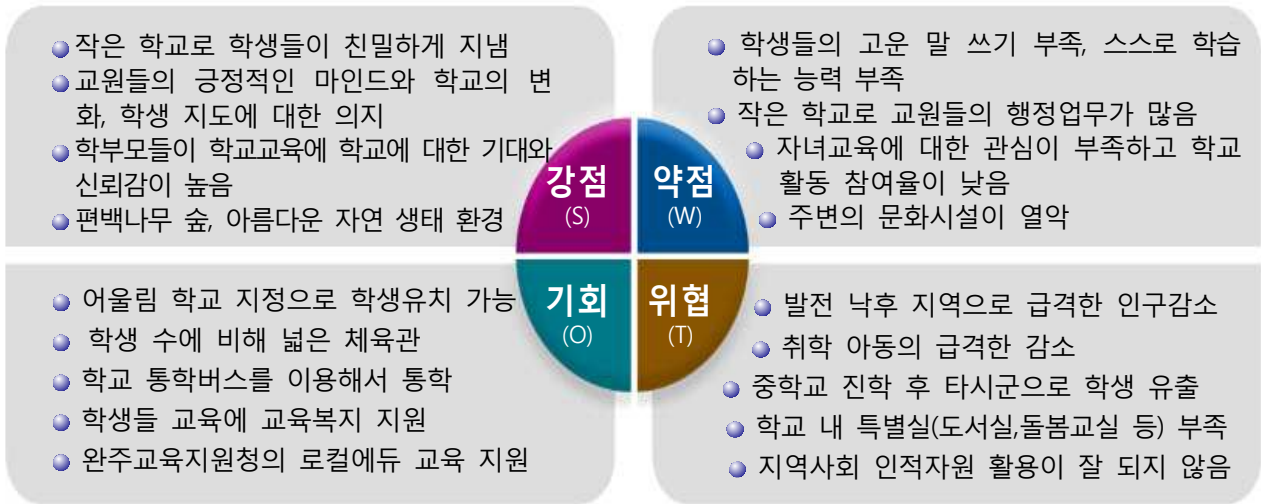 작은 학교로 학생들이 친밀하게 지냄
교원들의 긍정적인 마인드와 학교의 변
화, 학생 지도에 대한 의지
학부모들이 학교교육에 학교에 대한 기대와
신뢰감이 높음
편백나무 숲, 아름다운 자연 생태 환경
학생들의 고운 말 쓰기 부족, 스스로 학습
하는 능력 부족
작은 학교로 교원들의 행정업무가 많음
자녀교육에 대한 관심이 부족하고 학교
활동 참여율이 낮음
주변의 문화시설이 열악
강점
(S)
약점
(W)
기회
(O)
위협
(T)
어울림 학교 지정으로 학생유치 가능
학생 수에 비해 넓은 체육관
학교 통학버스를 이용해서 통학
학생들 교육에 교육복지 지원
완주교육지원청의 로컬에듀 교육 지원
발전 낙후 지역으로 급격한 인구감소
취학 아동의 급격한 감소
중학교 진학 후 타시군으로 학생 유출
학교 내 특별실(도서실,돌봄교실 등) 부족
지역사회 인적자원 활용이 잘 되지 않음